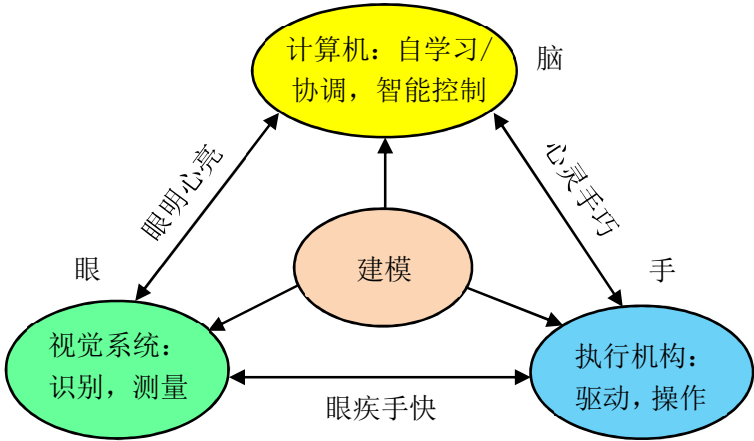 计算机：自学习/
协调，智能控制
脑
眼明心亮
心灵手巧
建模
眼
手
视觉系统：
识别，测量
执行机构：
驱动，操作
眼疾手快